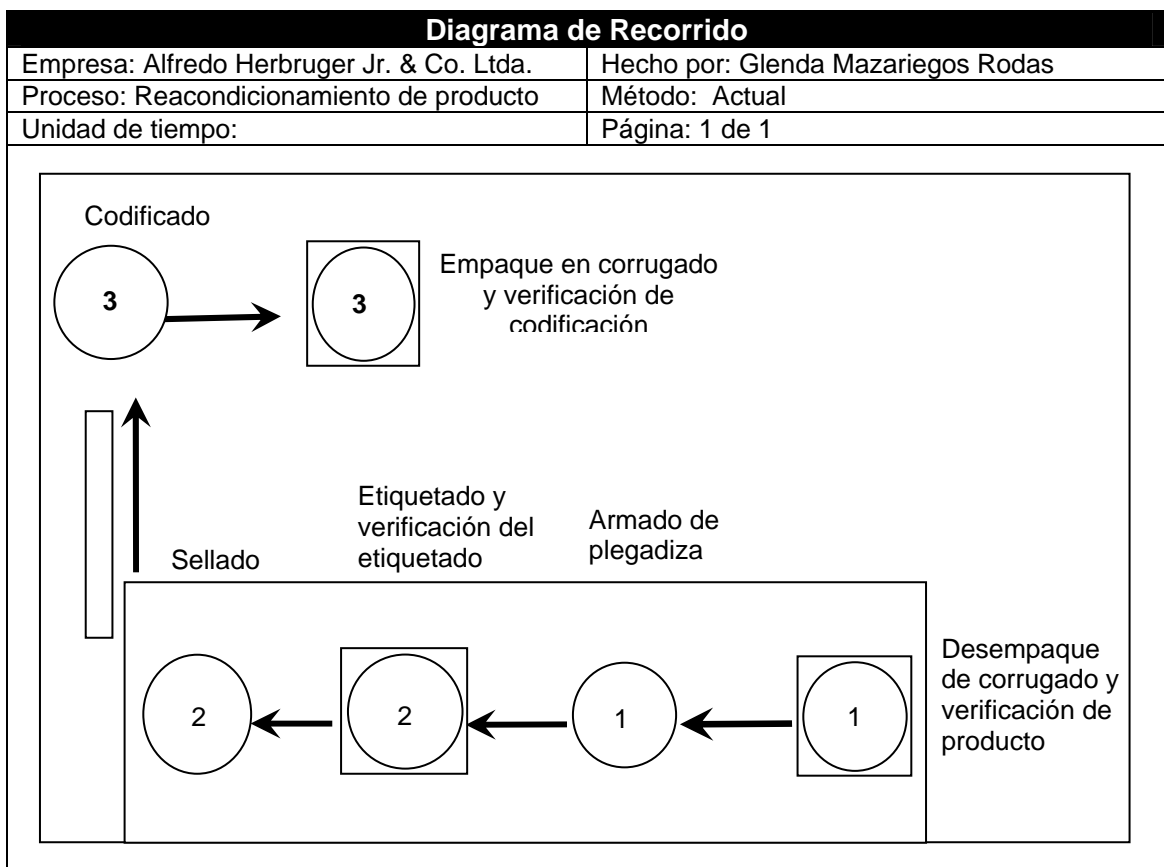 Diagrama de Recorrido
Empresa: Alfredo Herbruger Jr. & Co. Ltda.
Hecho por: Glenda Mazariegos Rodas
Proceso: Reacondicionamiento de producto
Método: Actual
Unidad de tiempo:
Página: 1 de 1
Codificado
3
3
Empaque en corrugado
y verificación de
codificación
Sellado
Etiquetado y
verificación del
etiquetado
Armado de
plegadiza
2
2
1
1
Desempaque
de corrugado y
verificación de
producto